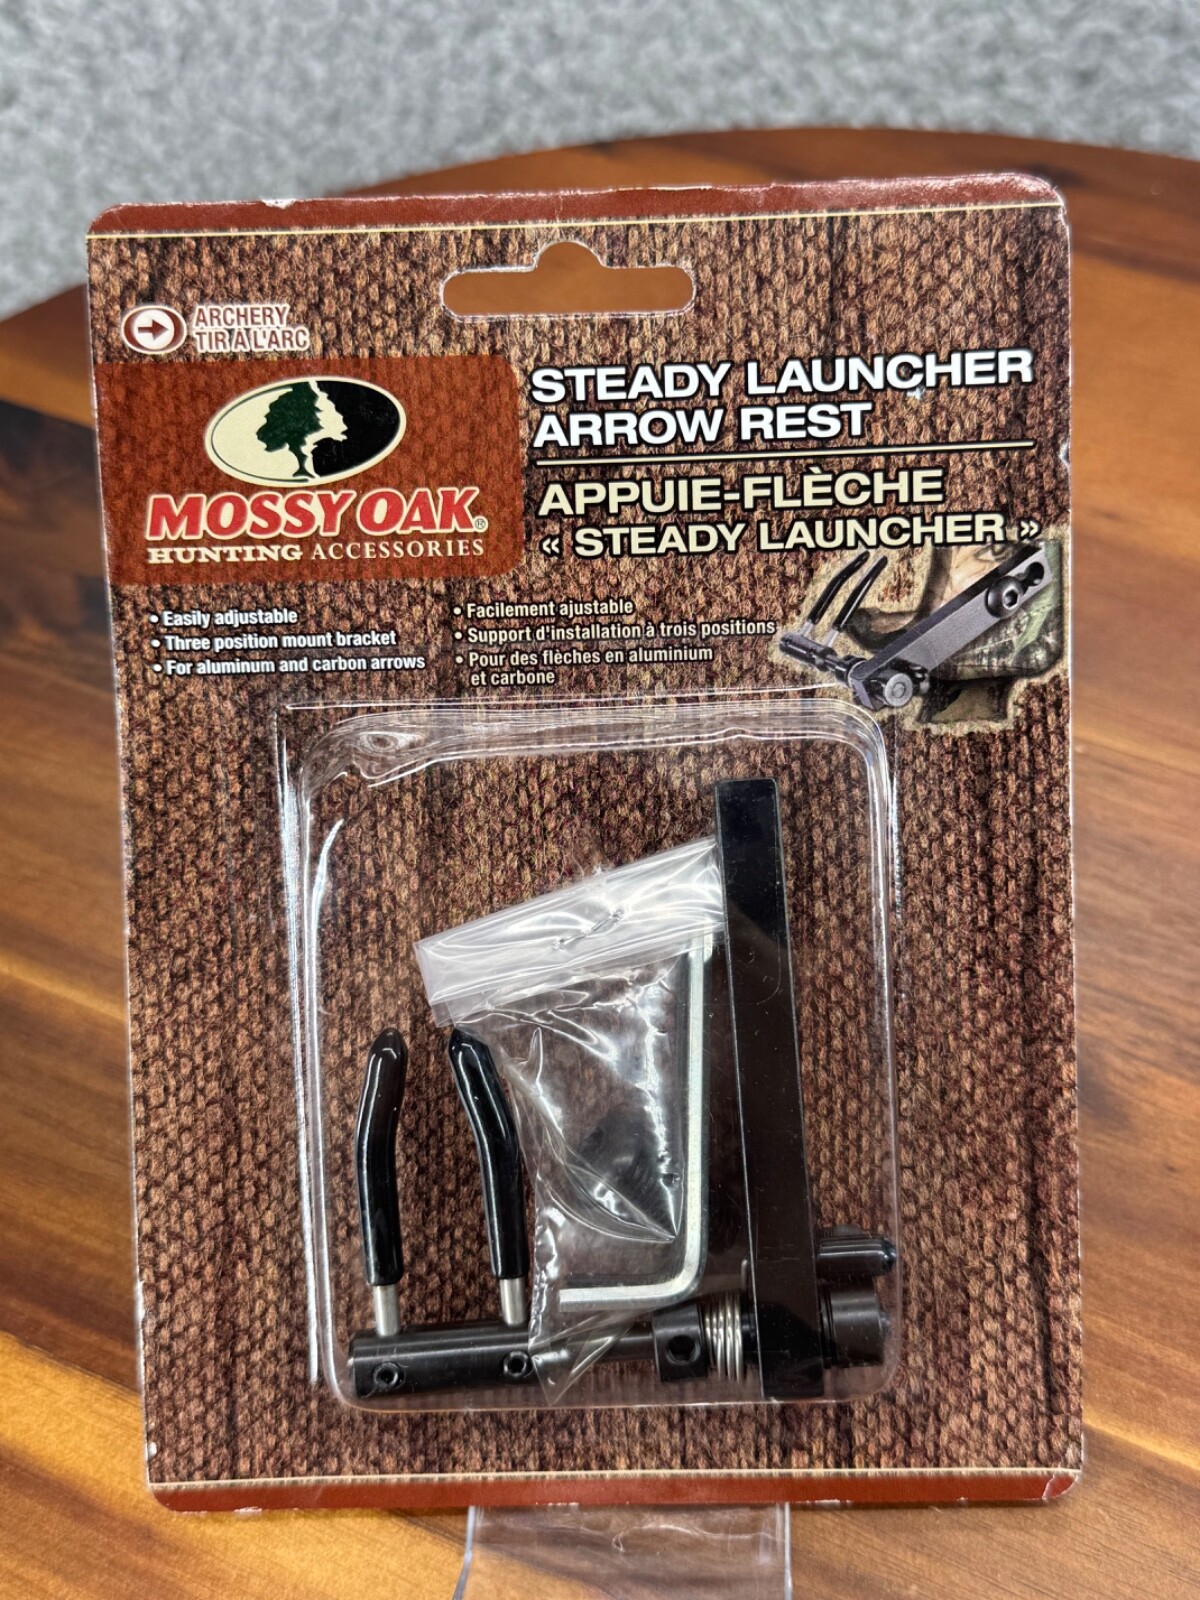 ARCHERY
TIR À L'ARC
MOSSY OAK®
HUNTING ACCESSORIES
STEADY LAUNCHER
ARROW REST
APPUIE-FLÈCHE
« STEADY LAUNCHER »
• Easily adjustable
• Three position mount bracket
• For aluminum and carbon arrows
• Facilement ajustable
• Support d'installation à trois positions
• Pour des flèches en aluminium
et carbone